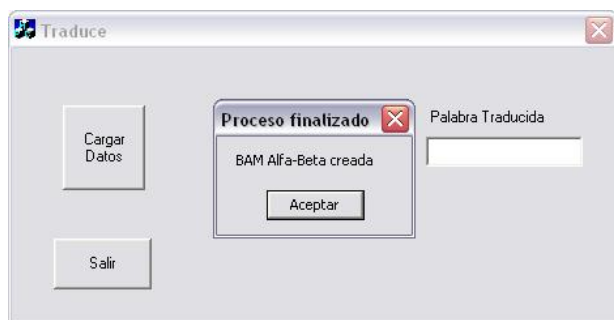 Traduce
Cargar
Datos
Proceso finalizado
BAM Alfa-Beta creada
Aceptar
Palabra Traducida
Salir